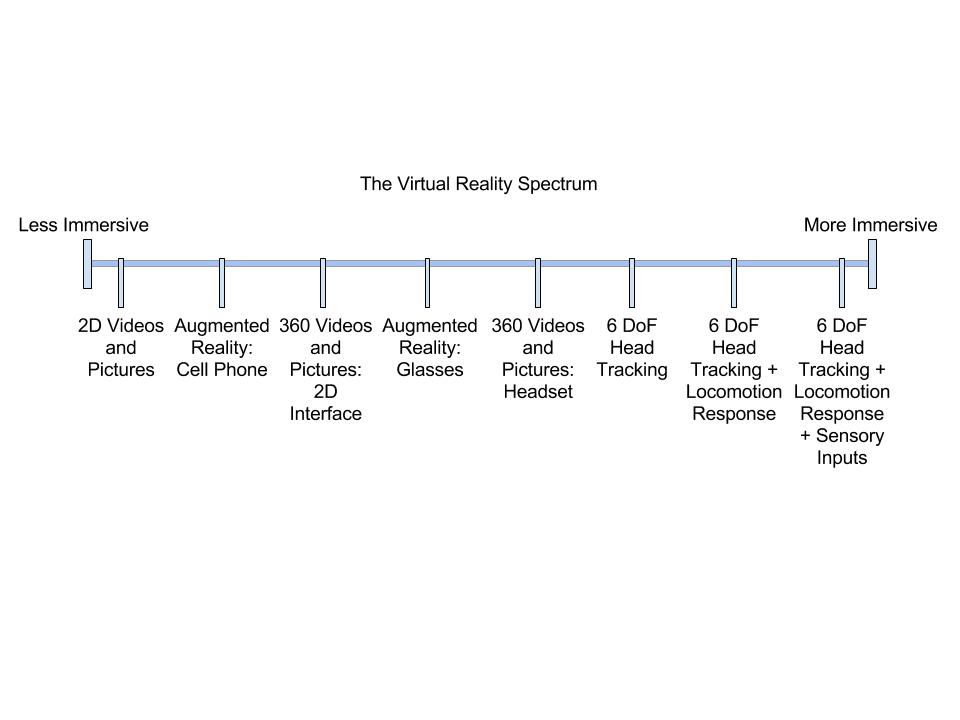 The Virtual Reality Spectrum
Less Immersive
More Immersive
2D Videos
and
Pictures
Augmented
Reality:
Cell Phone
360 Videos
and
Pictures:
2D
Interface
Augmented
Reality:
Glasses
360 Videos
and
Pictures:
Headset
6 DoF
Head
Tracking
6 DoF
Head
Tracking +
Locomotion
Response
6 DoF
Head
Tracking +
Locomotion
Response
+ Sensory
Inputs